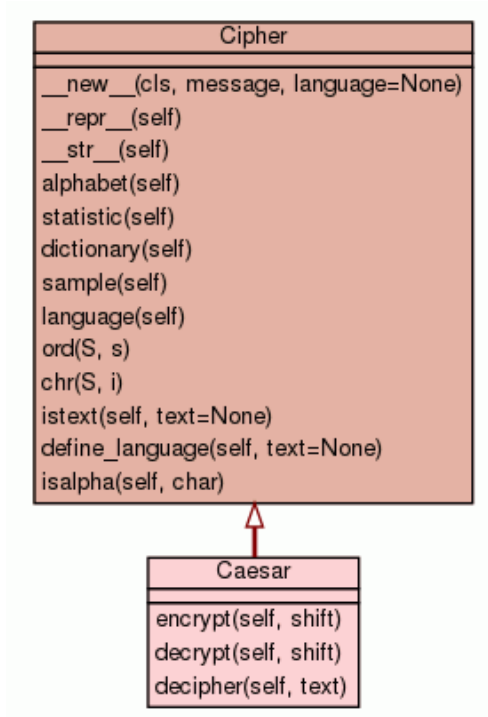 Cipher
__new__(cls, message, language=None)
__repr__(self)
__str__(self)
alphabet(self)
statistic(self)
dictionary(self)
sample(self)
language(self)
ord(S, s)
chr(S, i)
istext(self, text=None)
define_language(self, text=None)
isalpha(self, char)
Caesar
encrypt(self, shift)
decrypt(self, shift)
decipher(self, text)